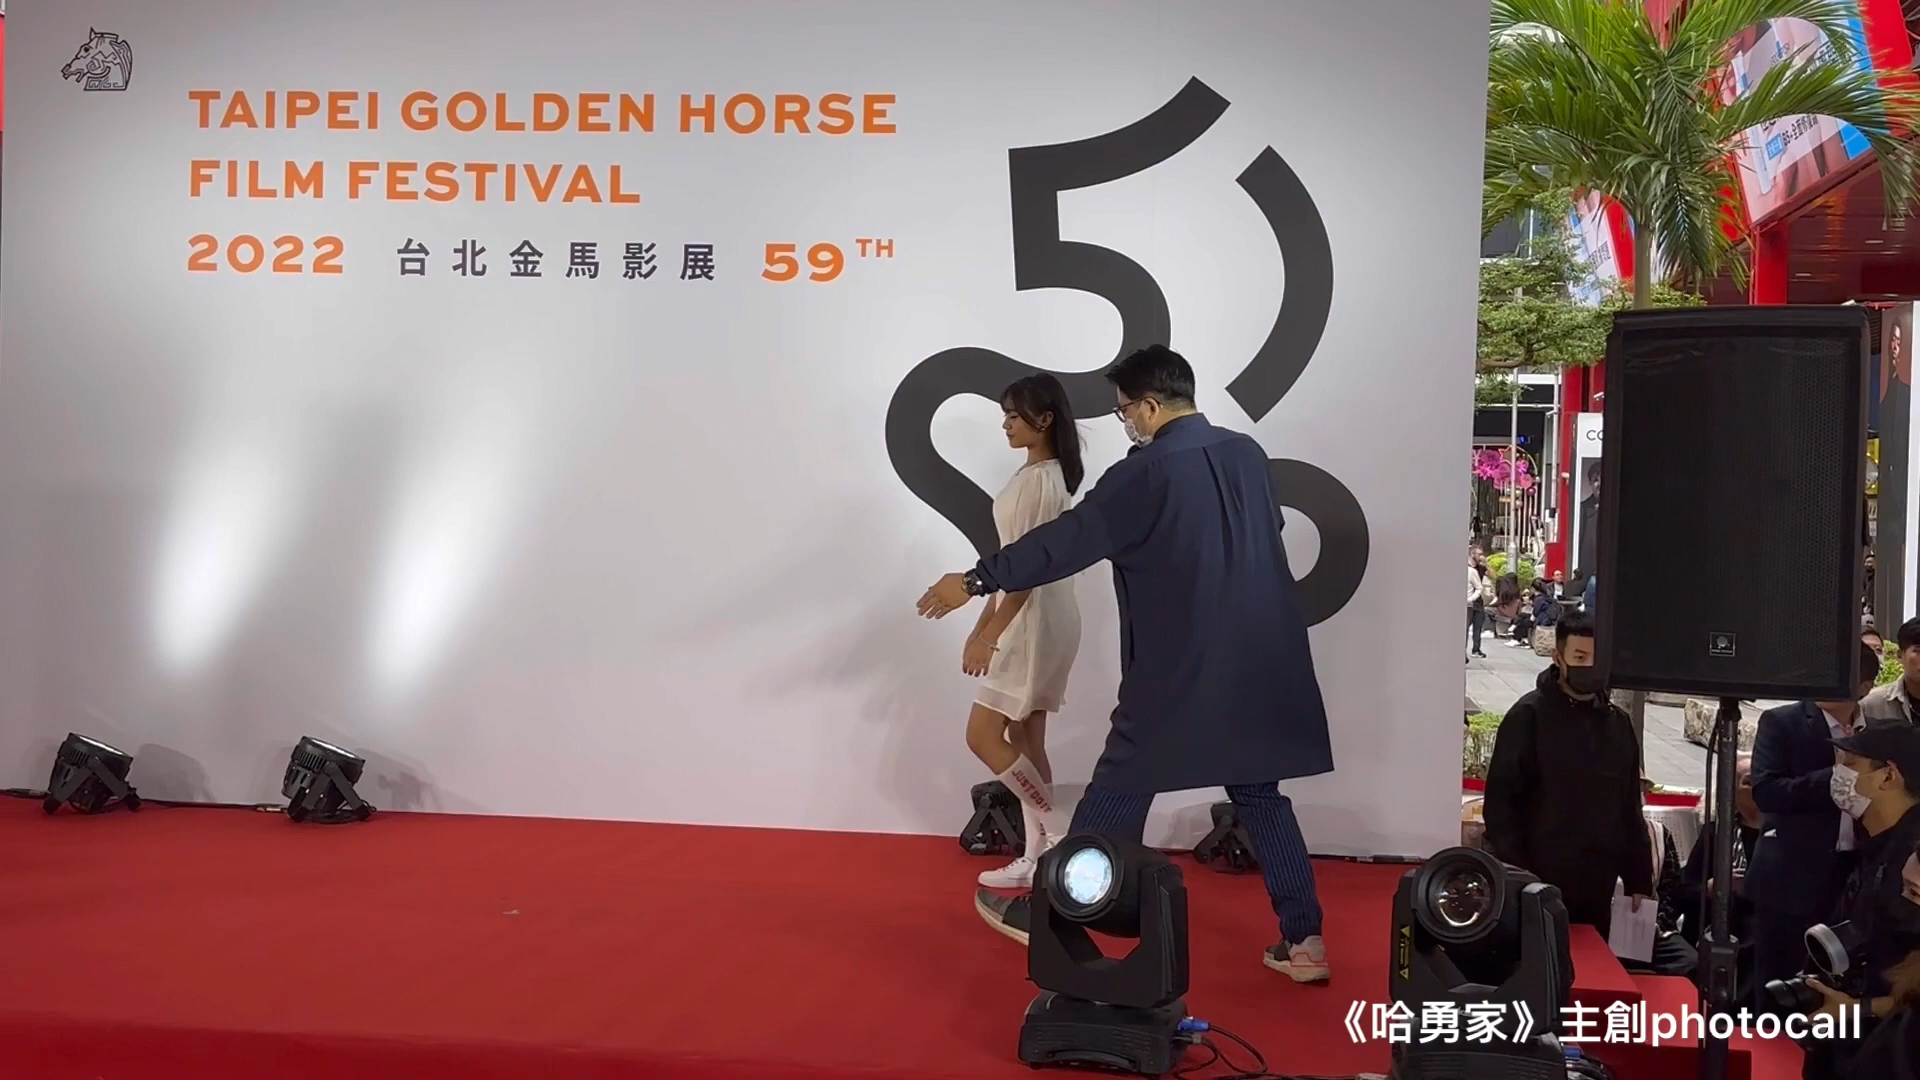 TAIPEI GOLDEN HORSE
FILM FESTIVAL
2022 台北金馬影展 59TH
JUST DO IT
《哈勇家》主創photocall